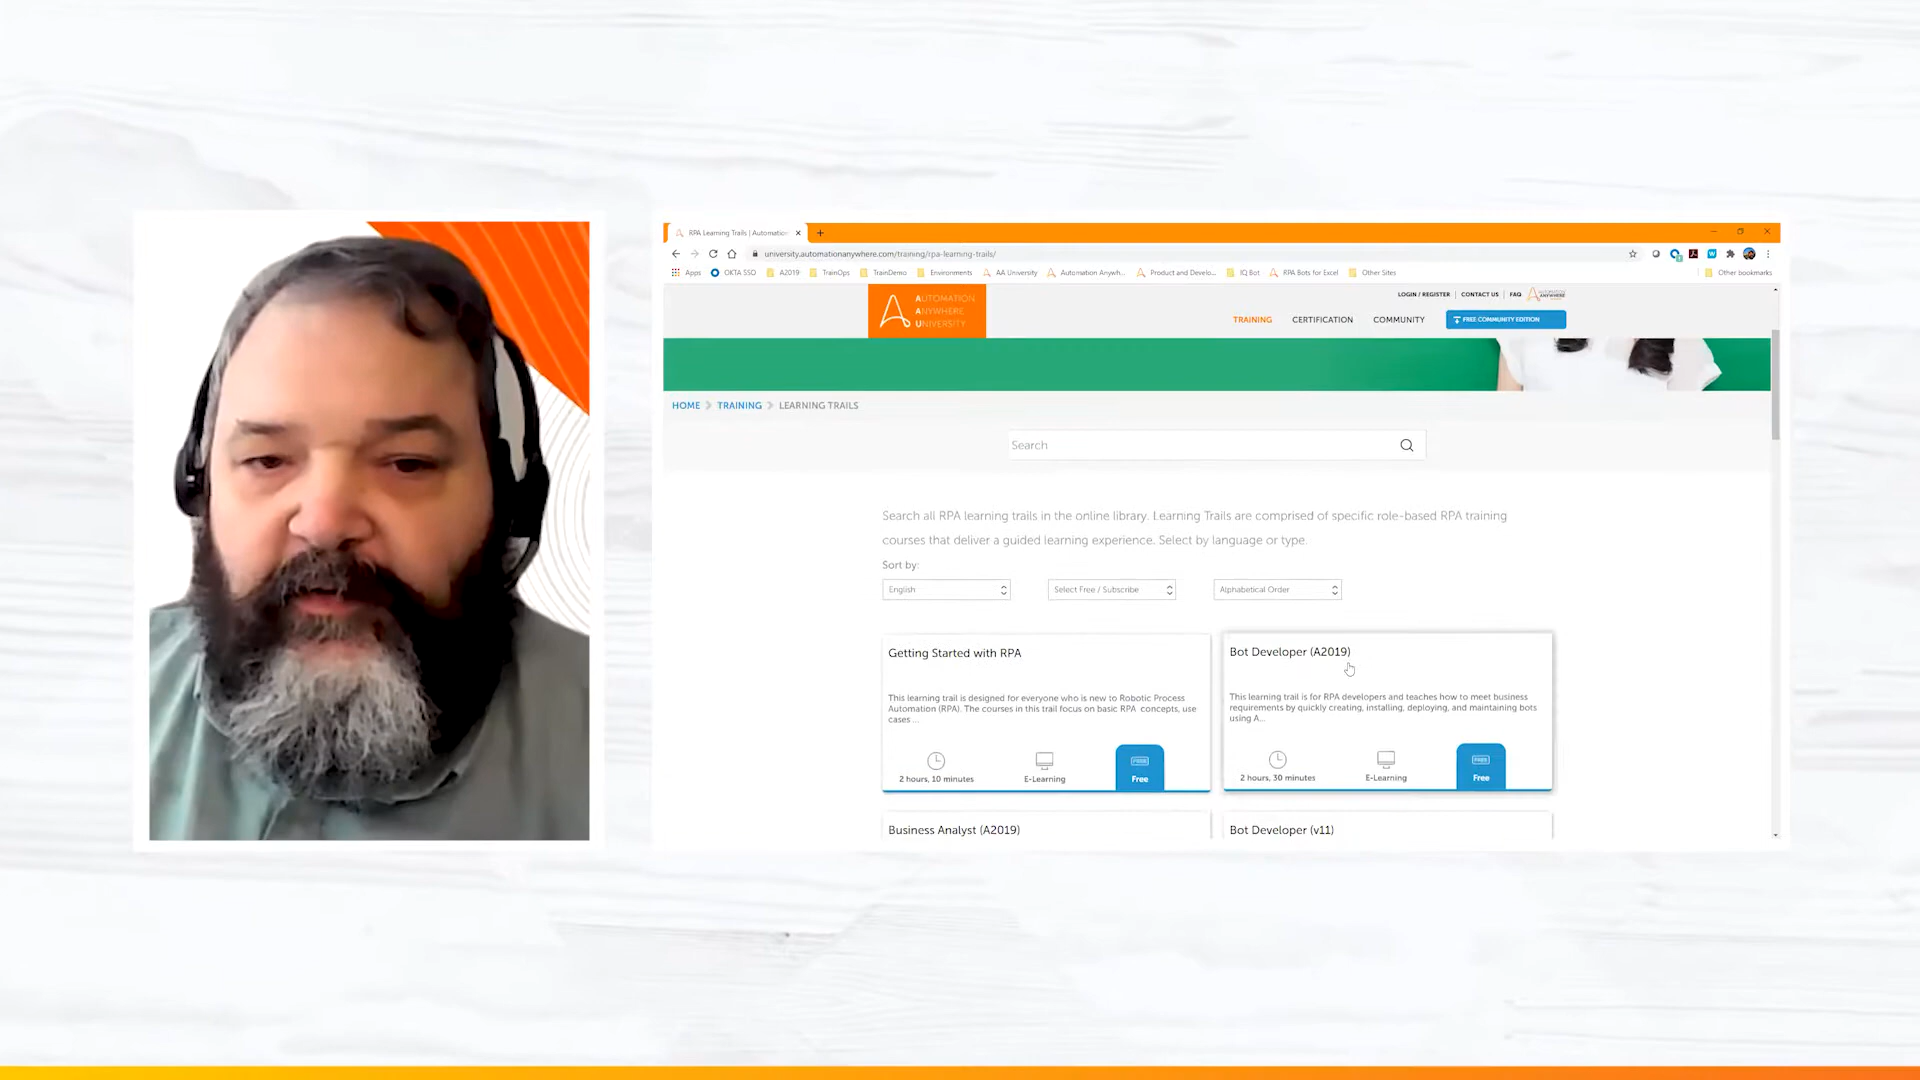 RPA Learning Trails | Automation
university.automationanywhere.com/training/rpa-learning-trails/
Apps OKTA SSO A2019 TrainOps TrainDemo Environments AA University Automation Anywh... Product and Develo... IQ Bot RPA Bots for Excel Other Sites Other bookmarks
LOGIN / REGISTER CONTACT US FAQ AUTOMATION ANYWHERE
AUTOMATION
ANYWHERE
UNIVERSITY
TRAINING CERTIFICATION COMMUNITY FREE COMMUNITY EDITION
HOME TRAINING LEARNING TRAILS
Search
Search all RPA learning trails in the online library. Learning Trails are comprised of specific role-based RPA training
courses that deliver a guided learning experience. Select by language or type.
Sort by:
English Select Free / Subscribe Alphabetical Order
Getting Started with RPA
This learning trail is designed for everyone who is new to Robotic Process
Automation (RPA). The courses in this trail focus on basic RPA concepts, use
cases ...
2 hours, 10 minutes E-Learning FREE Free
Bot Developer (A2019)
This learning trail is for RPA developers and teaches how to meet business
requirements by quickly creating, installing, deploying, and maintaining bots
using A...
2 hours, 30 minutes E-Learning FREE Free
Business Analyst (A2019)
Bot Developer (v11)